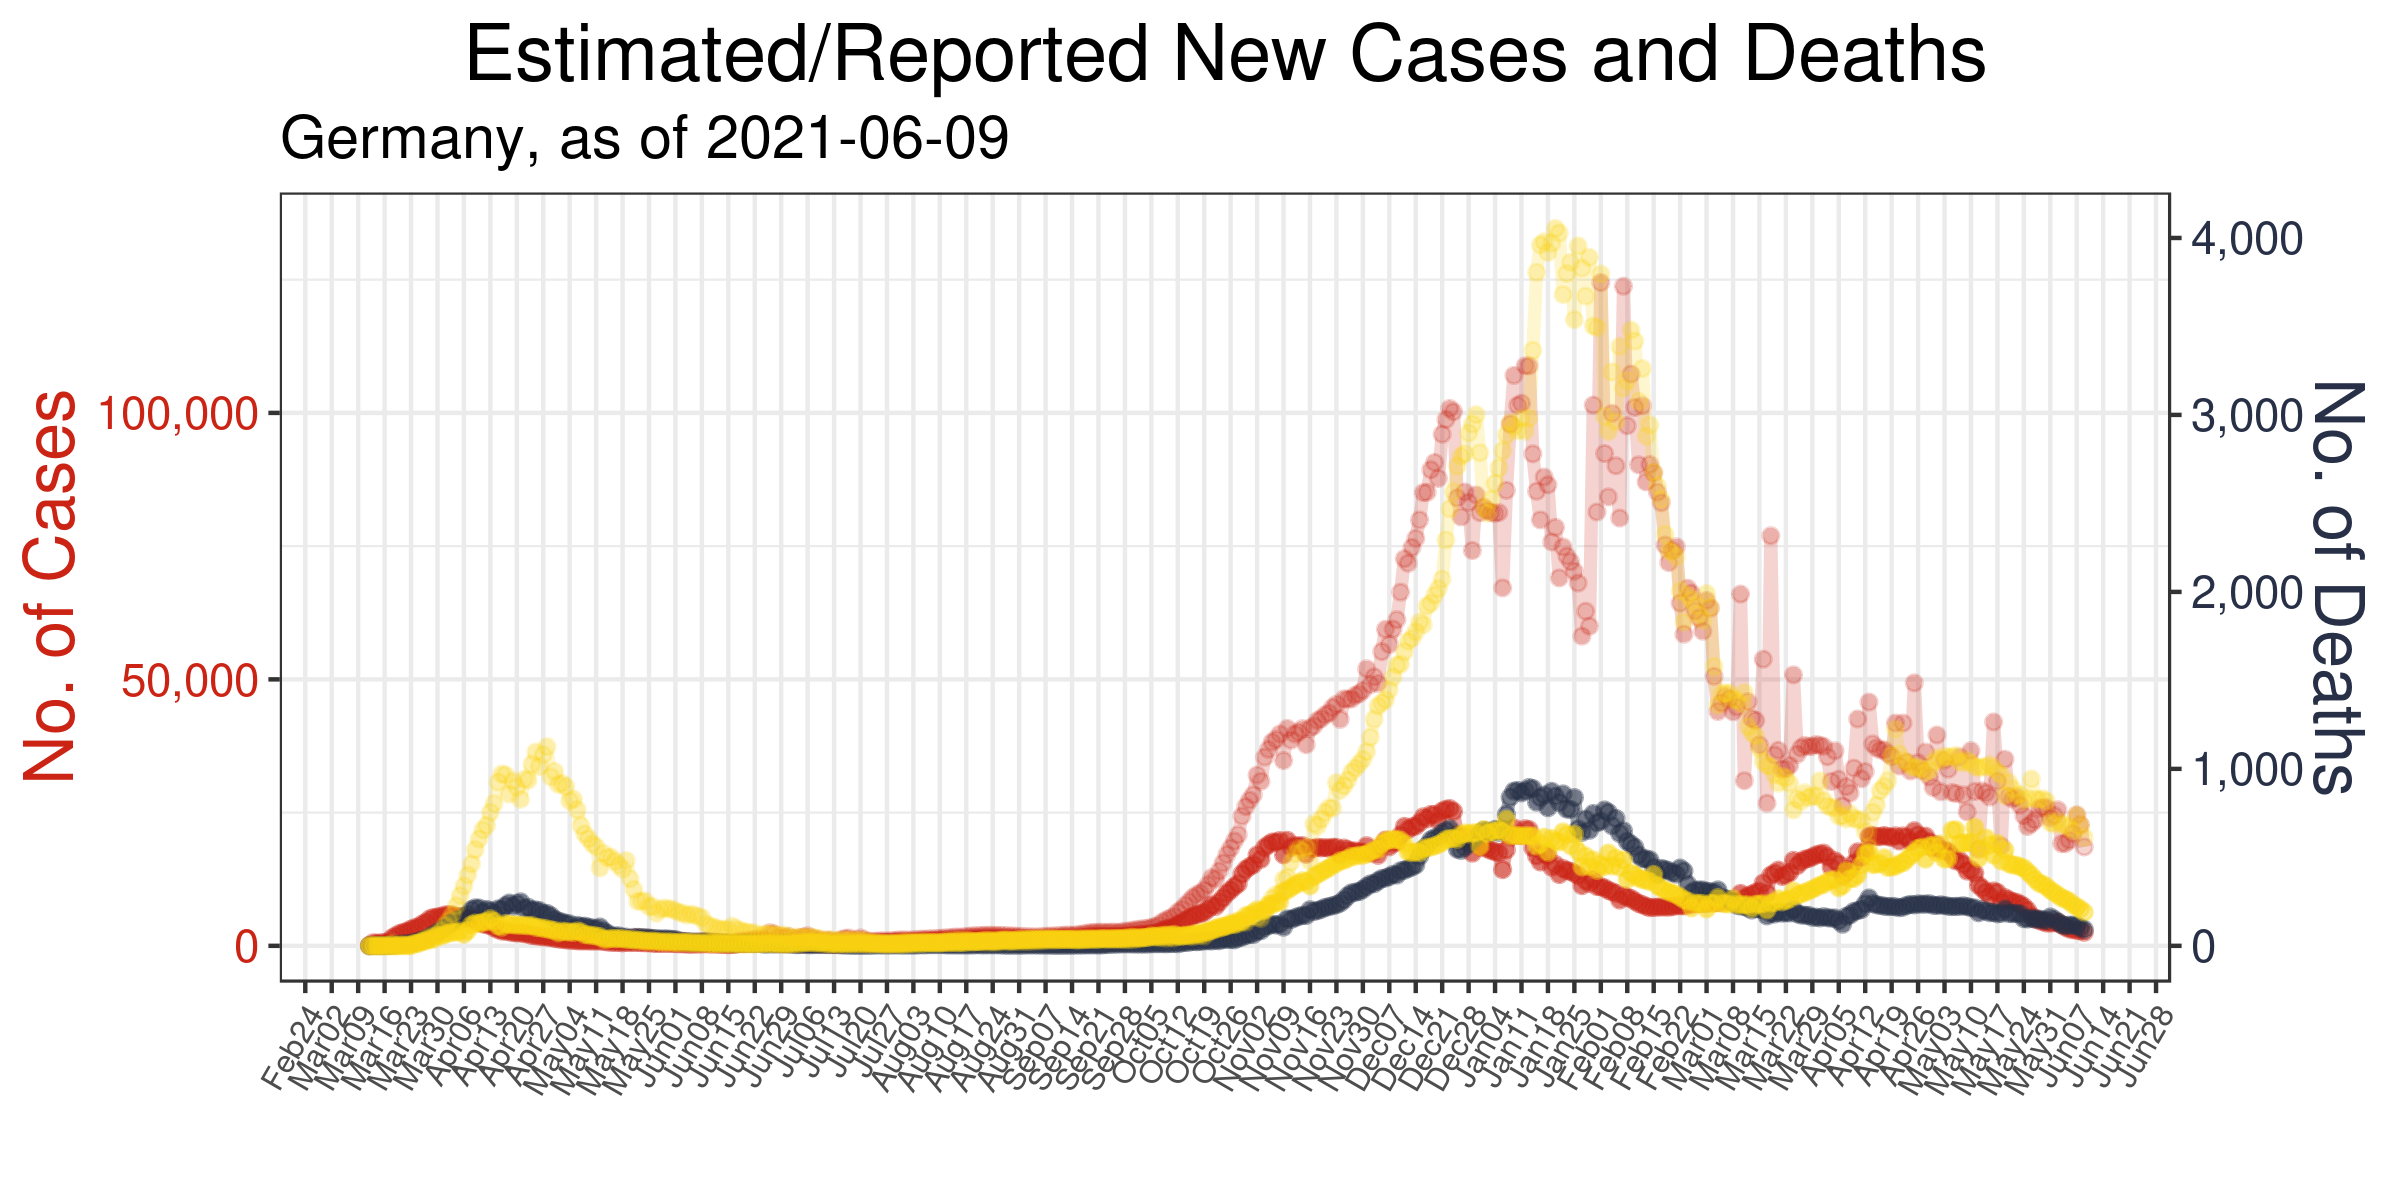 Estimated/Reported New Cases and Deaths
Germany, as of 2021-06-09
No. of Cases
100,000
50,000
0
4,000
3,000
2,000
1,000
0
No. of Deaths
Feb24
Mar02
Mar09
Mar16
Mar23
Mar30
Apr06
Apr13
Apr20
Apr27
May04
May11
May18
May25
Jun01
Jun08
Jun15
Jun22
Jun29
Jul06
Jul13
Jul20
Jul27
Aug03
Aug10
Aug17
Aug24
Aug31
Sep07
Sep14
Sep21
Sep28
Oct05
Oct12
Oct19
Oct26
Nov02
Nov09
Nov16
Nov23
Nov30
Dec07
Dec14
Dec21
Dec28
Jan04
Jan11
Jan18
Jan25
Feb01
Feb08
Feb15
Feb22
Mar01
Mar08
Mar15
Mar22
Mar29
Apr05
Apr12
Apr19
Apr26
May03
May10
May17
May24
May31
Jun07
Jun14
Jun21
Jun28